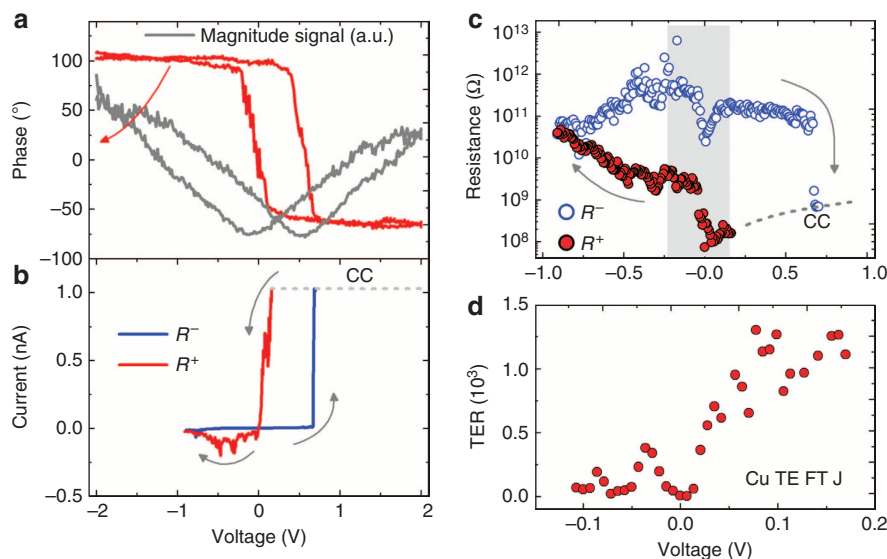 a
Magnitude signal (a.u.)
100
50
0
−50
−100
Phase (°)
b
CC
1.0
0.5
0.0
−0.5
Current (nA)
R−
R+
−2
−1
0
1
2
Voltage (V)
c
10¹³
10¹²
10¹¹
10¹⁰
10⁹
10⁸
Resistance (Ω)
R−
R+
CC
−1.0
−0.5
−0.0
0.5
1.0
d
1.5
1.0
0.5
0.0
TER (10³)
Cu TE FT J
−0.1
0.0
0.1
0.2
Voltage (V)